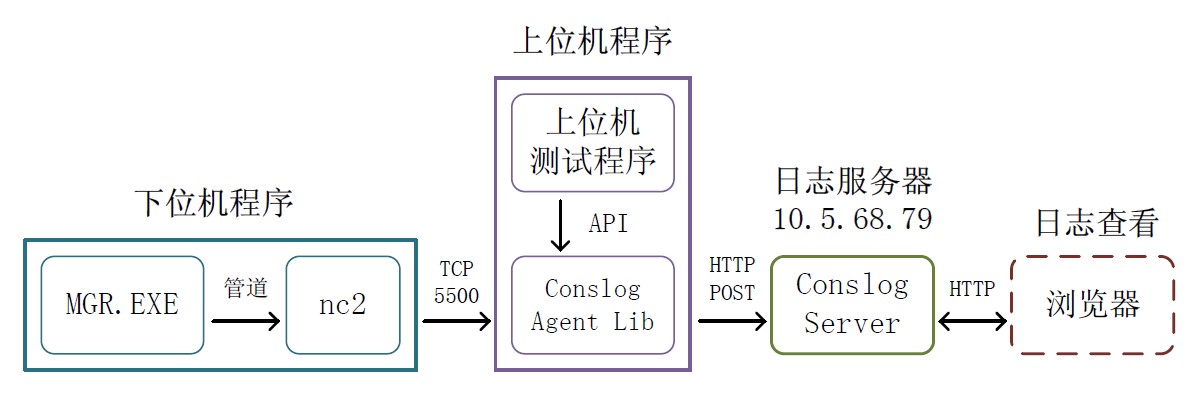 上位机程序
上位机
测试程序
API
日志服务器
10.5.68.79
下位机程序
日志查看
MGR.EXE
管道
nc2
TCP
5500
Conslog
Agent Lib
HTTP
POST
Conslog
Server
HTTP
浏览器